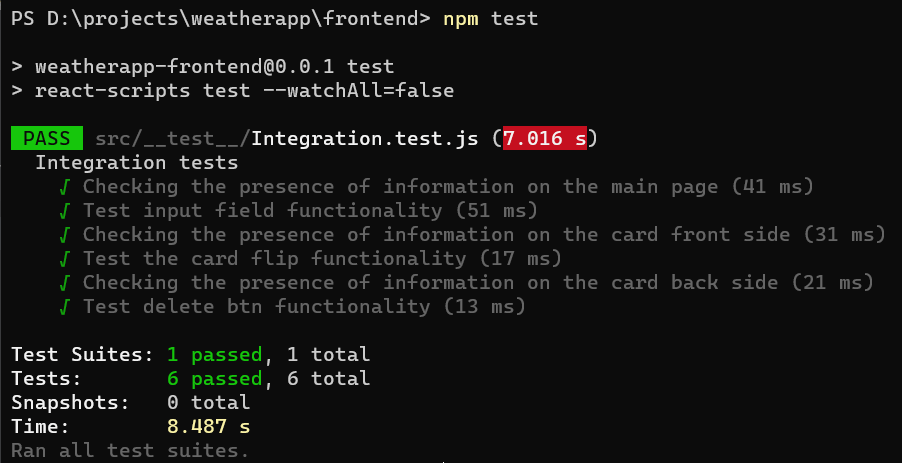 PS D:\projects\weatherapp\frontend> npm test
> weatherapp-frontend@0.0.1 test
> react-scripts test --watchAll=false
PASS src/__test__/Integration.test.js (7.016 s)
Integration tests
√ Checking the presence of information on the main page (41 ms)
√ Test input field functionality (51 ms)
√ Checking the presence of information on the card front side (31 ms)
√ Test the card flip functionality (17 ms)
√ Checking the presence of information on the card back side (21 ms)
√ Test delete btn functionality (13 ms)
Test Suites: 1 passed, 1 total
Tests: 6 passed, 6 total
Snapshots: 0 total
Time: 8.487 s
Ran all test suites.